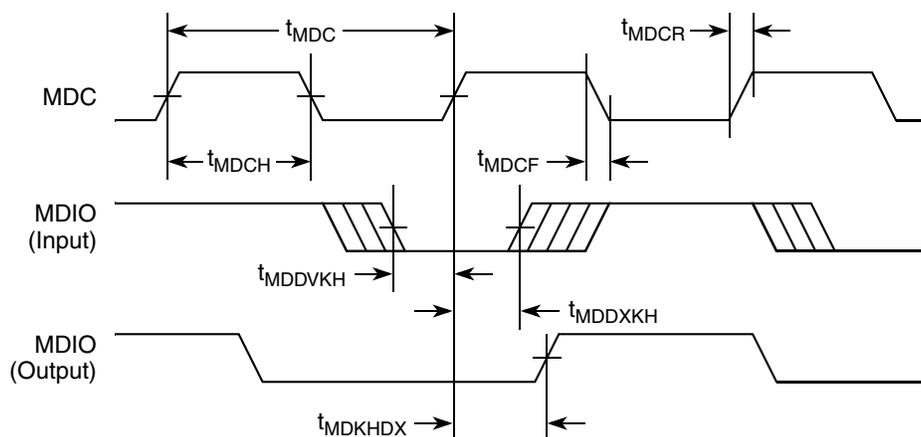 tMDC
tMDCR
MDC
tMDCH
tMDCF
MDIO
(Input)
tMDDVKH
tMDDXKH
MDIO
(Output)
tMDKHDX